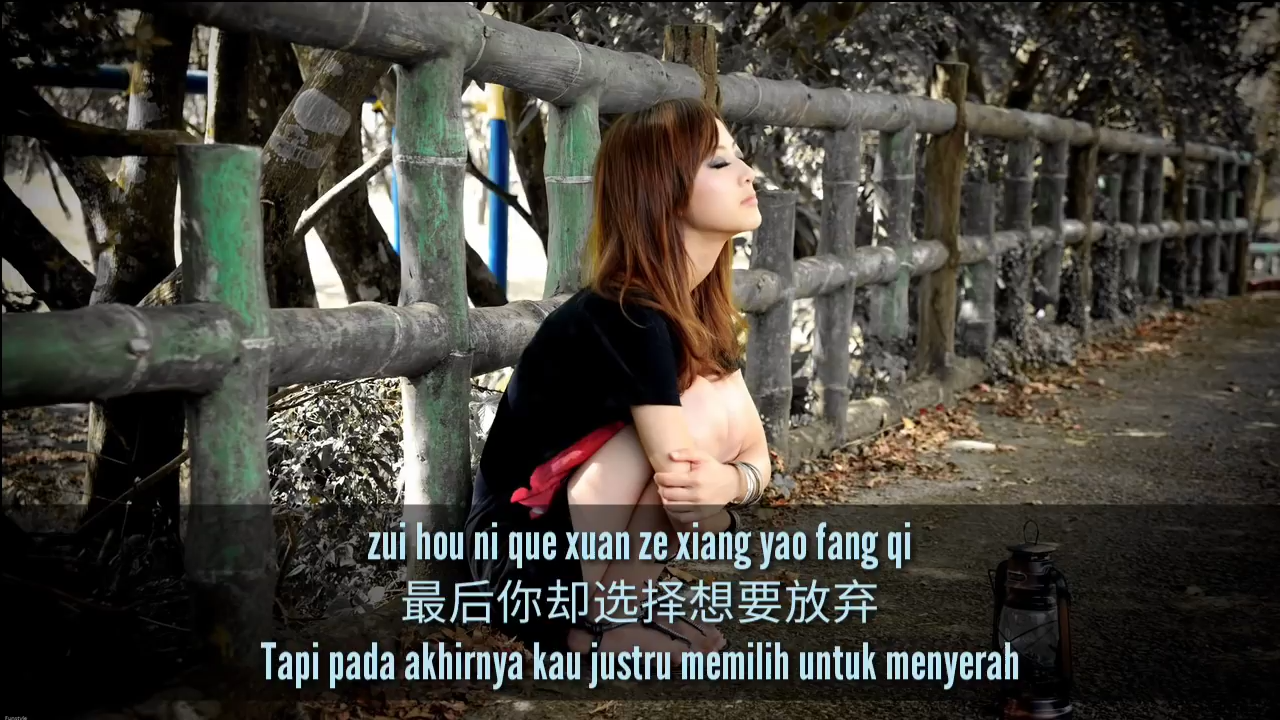 zui hou ni que xuan ze xiang yao fang qi
最后你却选择想要放弃
Tapi pada akhirnya kau justru memilih untuk menyerah
Funstyle